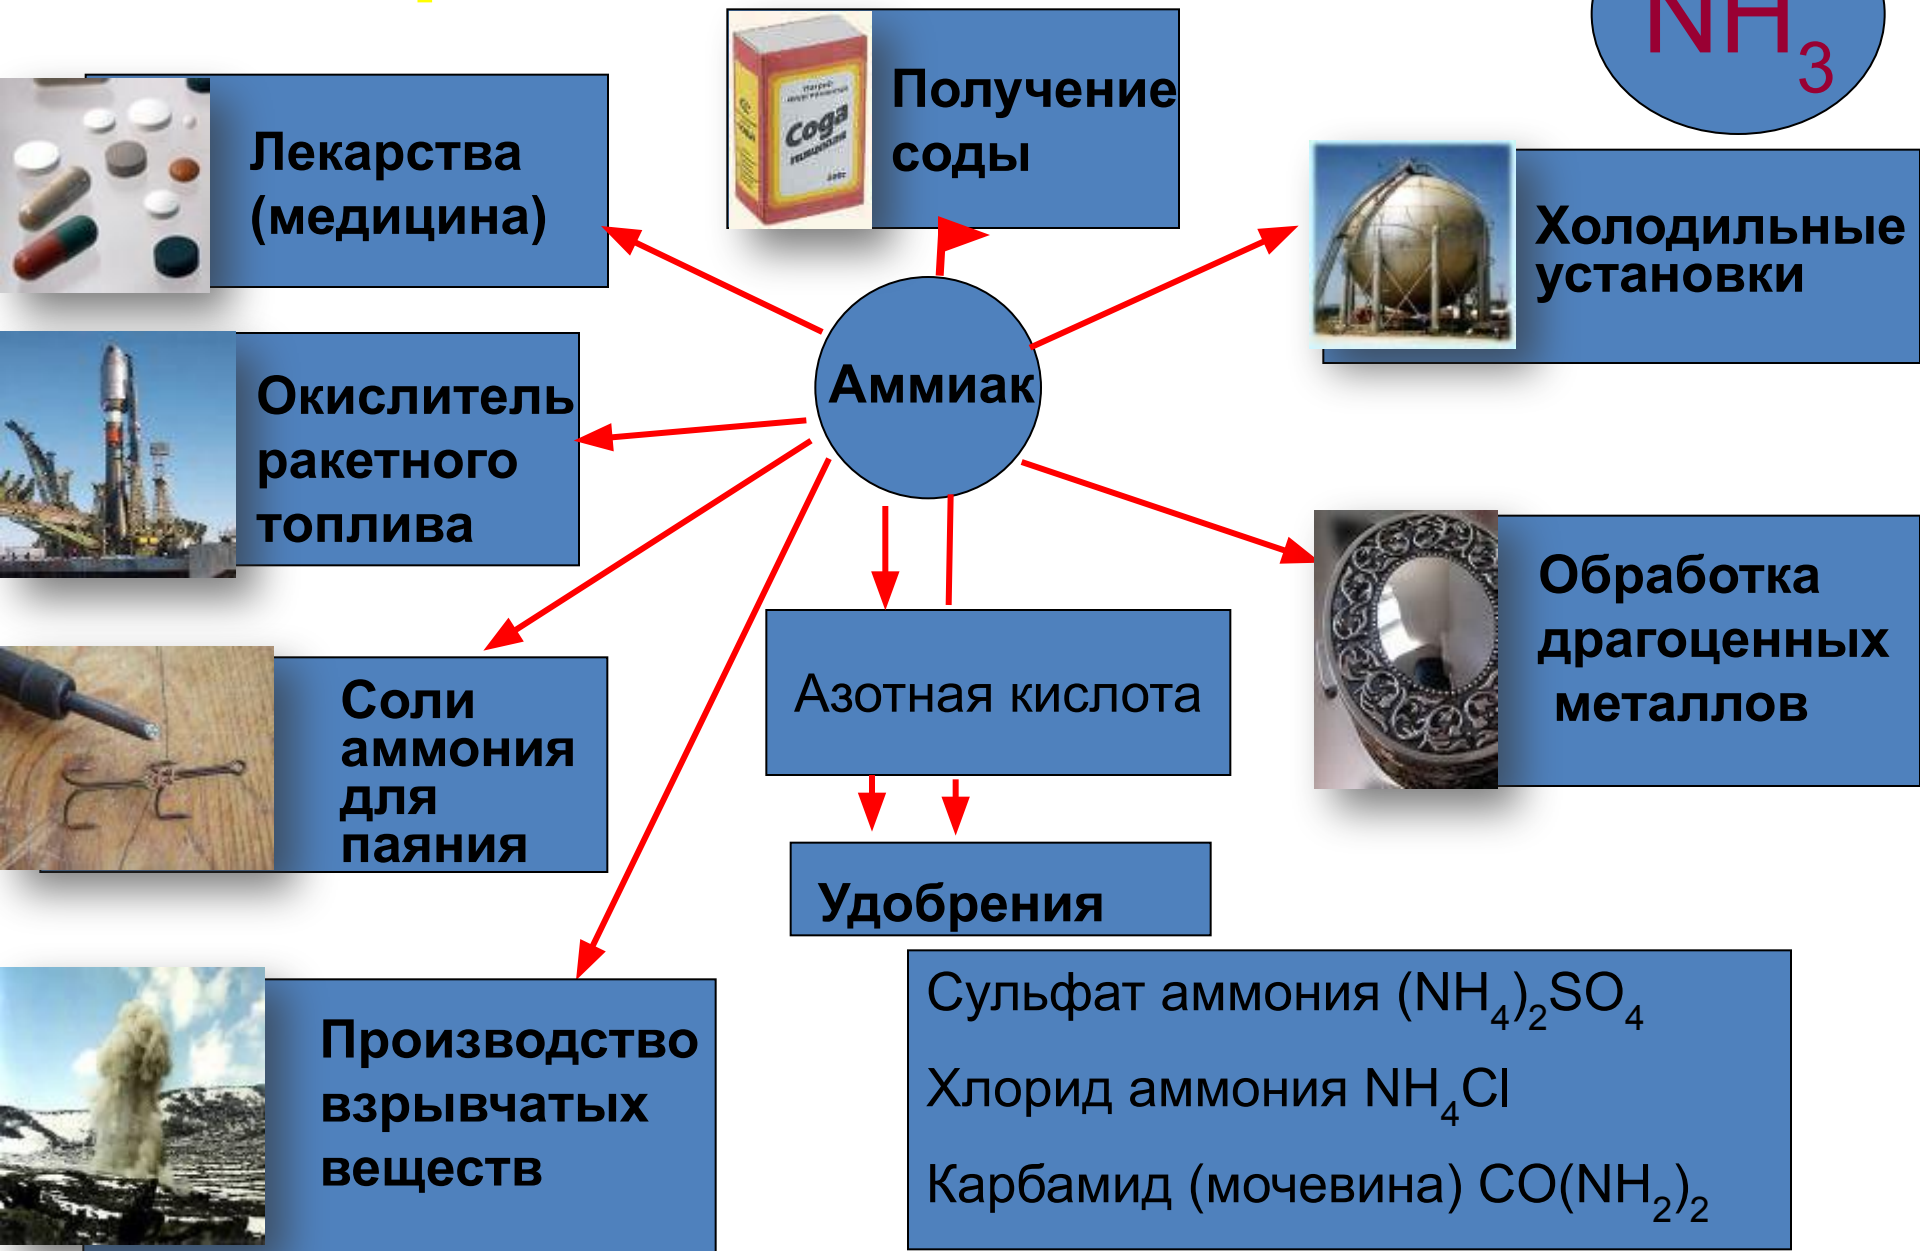 NH3
Получение
соды
Сода
пищевая
Лекарства
(медицина)
Холодильные
установки
Аммиак
Окислитель
ракетного
топлива
Обработка
драгоценных
металлов
Соли
аммония
для
паяния
Азотная кислота
Удобрения
Производство
взрывчатых
веществ
Сульфат аммония (NH4)2SO4
Хлорид аммония NH4Cl
Карбамид (мочевина) CO(NH2)2